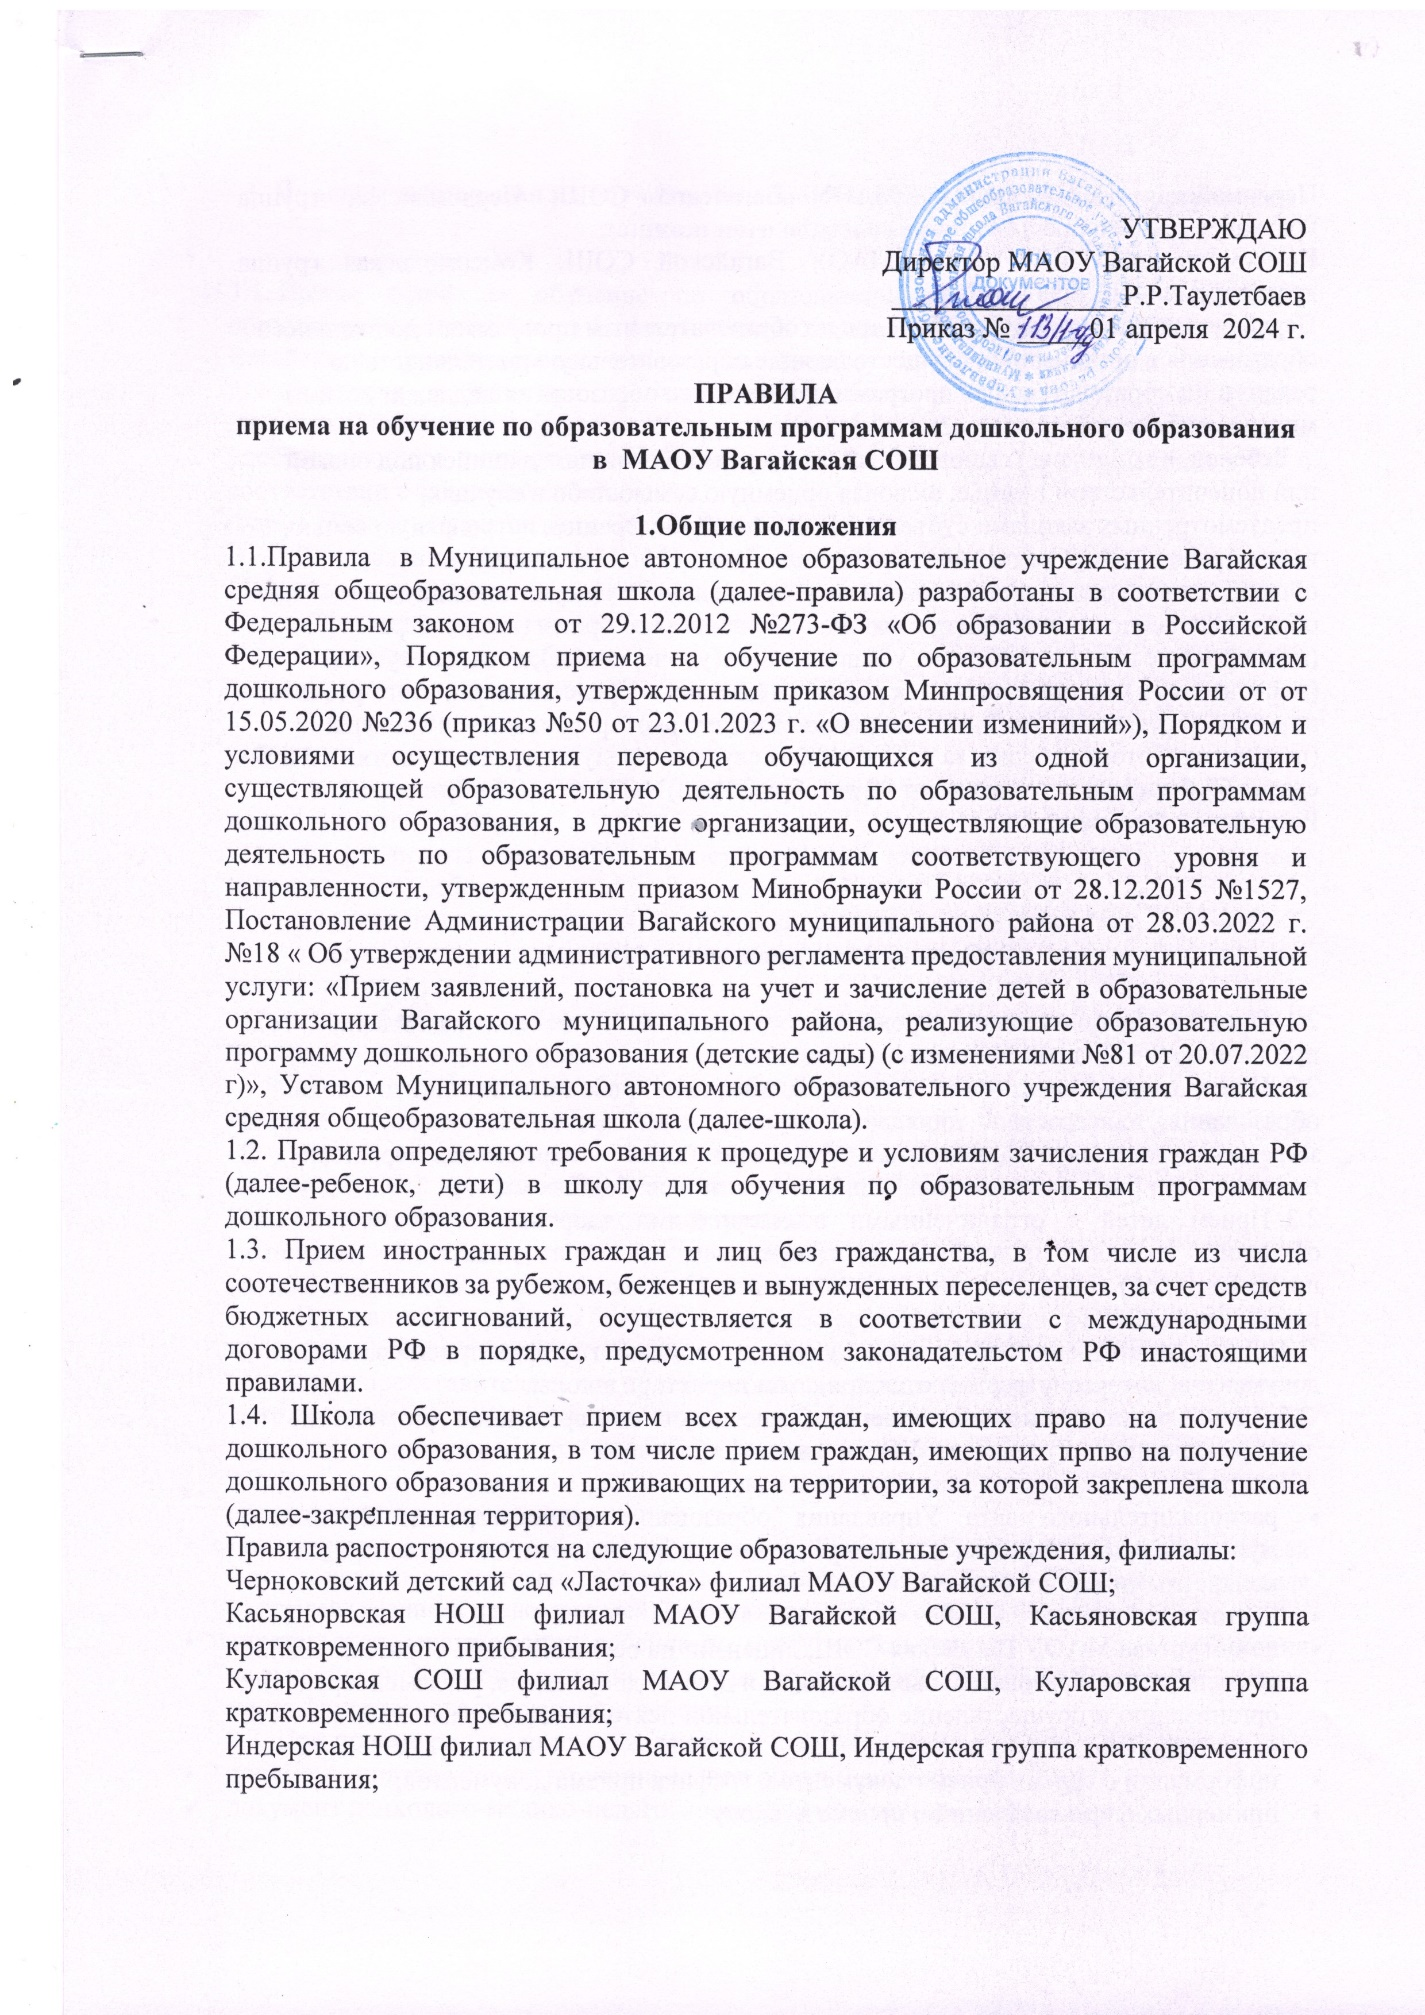 УТВЕРЖДАЮ
Директор МАОУ Вагайской СОШ
Р.Р.Таулетбаев
Приказ № 113/1-од 01 апреля 2024 г.
Для
документов
ПРАВИЛА
приема на обучение по образовательным программам дошкольного образования
в МАОУ Вагайская СОШ
1.Общие положения
1.1.Правила в Муниципальное автономное образовательное учреждение Вагайская
средняя общеобразовательная школа (далее-правила) разработаны в соответствии с
Федеральным законом от 29.12.2012 №273-ФЗ «Об образовании в Российской
Федерации», Порядком приема на обучение по образовательным программам
дошкольного образования, утвержденным приказом Минпросвящения России от от
15.05.2020 №236 (приказ №50 от 23.01.2023 г. «О внесении измениний»), Порядком и
условиями осуществления перевода обучающихся из одной организации,
существляющей образовательную деятельность по образовательным программам
дошкольного образования, в дркгие организации, осуществляющие образовательную
деятельность по образовательным программам соответствующего уровня и
направленности, утвержденным приазом Минобрнауки России от 28.12.2015 №1527,
Постановление Администрации Вагайского муниципального района от 28.03.2022 г.
№18 « Об утверждении административного регламента предоставления муниципальной
услуги: «Прием заявлений, постановка на учет и зачисление детей в образовательные
организации Вагайского муниципального района, реализующие образовательную
программу дошкольного образования (детские сады) (с изменениями №81 от 20.07.2022
г)», Уставом Муниципального автономного образовательного учреждения Вагайская
средняя общеобразовательная школа (далее-школа).
1.2. Правила определяют требования к процедуре и условиям зачисления граждан РФ
(далее-ребенок, дети) в школу для обучения по образовательным программам
дошкольного образования.
1.3. Прием иностранных граждан и лиц без гражданства, в том числе из числа
соотечественников за рубежом, беженцев и вынужденных переселенцев, за счет средств
бюджетных ассигнований, осуществляется в соответствии с международными
договорами РФ в порядке, предусмотренном законадательстом РФ инастоящими
правилами.
1.4. Школа обеспечивает прием всех граждан, имеющих право на получение
дошкольного образования, в том числе прием граждан, имеющих прпво на получение
дошкольного образования и прживающих на территории, за которой закреплена школа
(далее-закрепленная территория).
Правила распостроняются на следующие образовательные учреждения, филиалы:
Черноковский детский сад «Ласточка» филиал МАОУ Вагайской СОШ;
Касьянорвская НОШ филиал МАОУ Вагайской СОШ, Касьяновская группа
кратковременного прибывания;
Куларовская СОШ филиал МАОУ Вагайской СОШ, Куларовская группа
кратковременного пребывания;
Индерская НОШ филиал МАОУ Вагайской СОШ, Индерская группа кратковременного
пребывания;